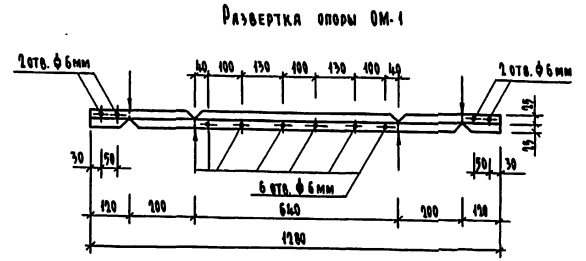 Развертка опоры ОМ-1
40 100 130 100 130 100 40
2 отв. ф 6мм
2 отв. ф 6мм
25
25
30 50
50 30
6 отв. ф 6мм
120 200 640 200 120
1280